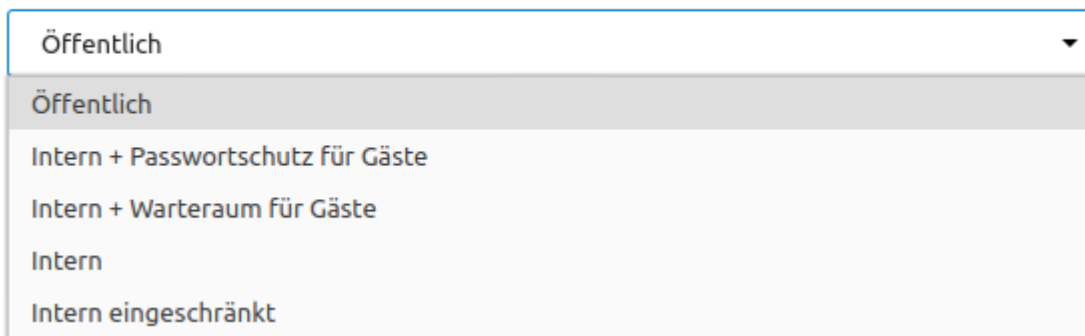 Öffentlich
Öffentlich
Intern + Passwortschutz für Gäste
Intern + Warteraum für Gäste
Intern
Intern eingeschränkt